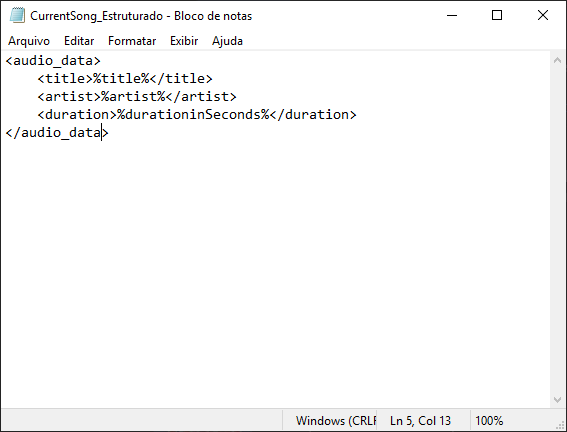 CurrentSong_Estruturado - Bloco de notas
Arquivo Editar Formatar Exibir Ajuda
<audio_data>
    <title>%title%</title>
    <artist>%artist%</artist>
    <duration>%durationinSeconds%</duration>
</audio_data>
Windows (CRLF Ln 5, Col 13 100%